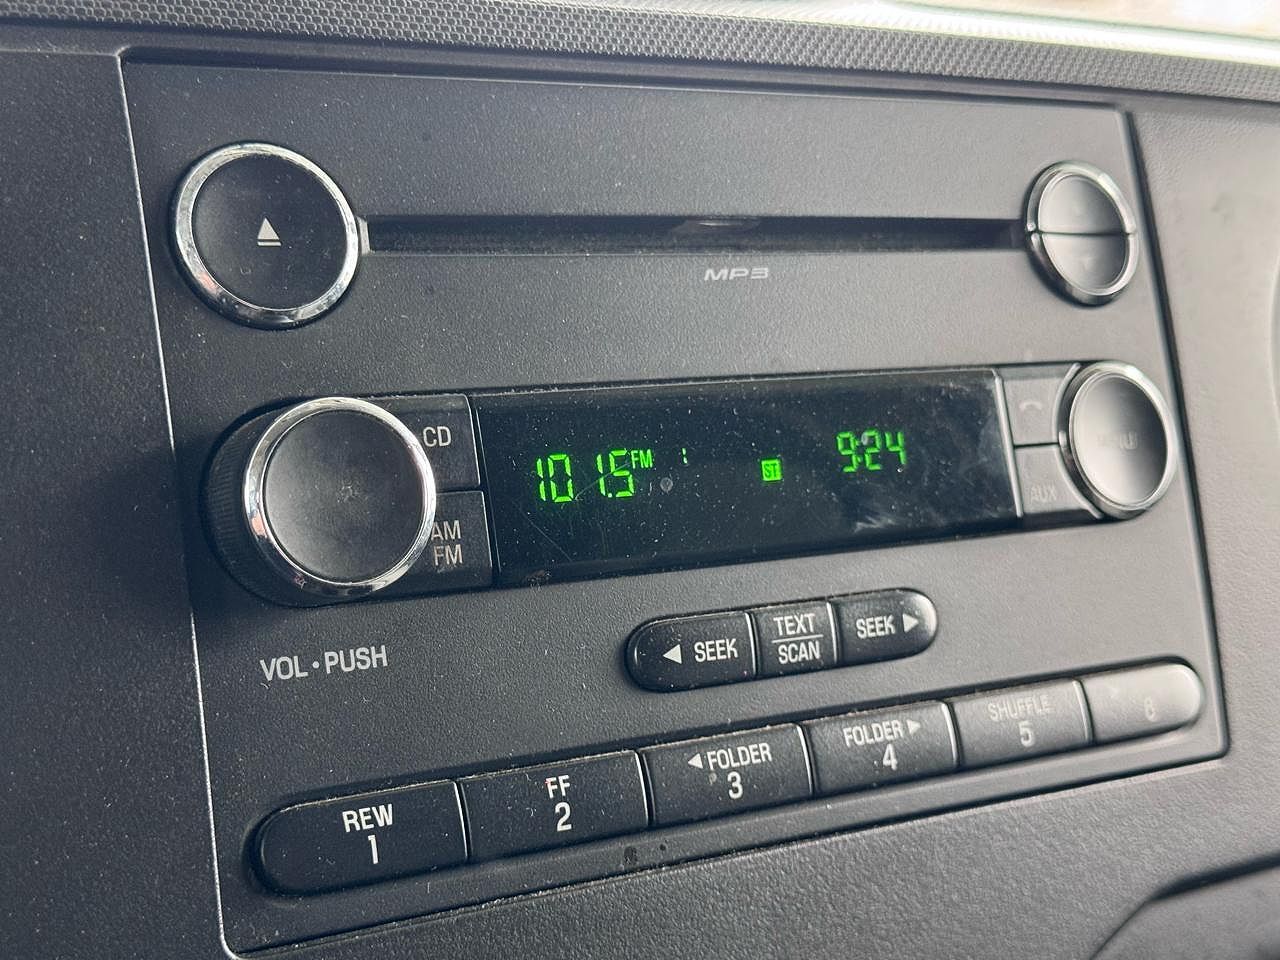 MP3
CD
AM
FM
101.5 FM 1
ST
9:24
AUX
VOL • PUSH
◀ SEEK
TEXT
SCAN
SEEK ▶
REW
1
FF
2
◀ FOLDER
3
FOLDER ▶
4
SHUFFLE
5